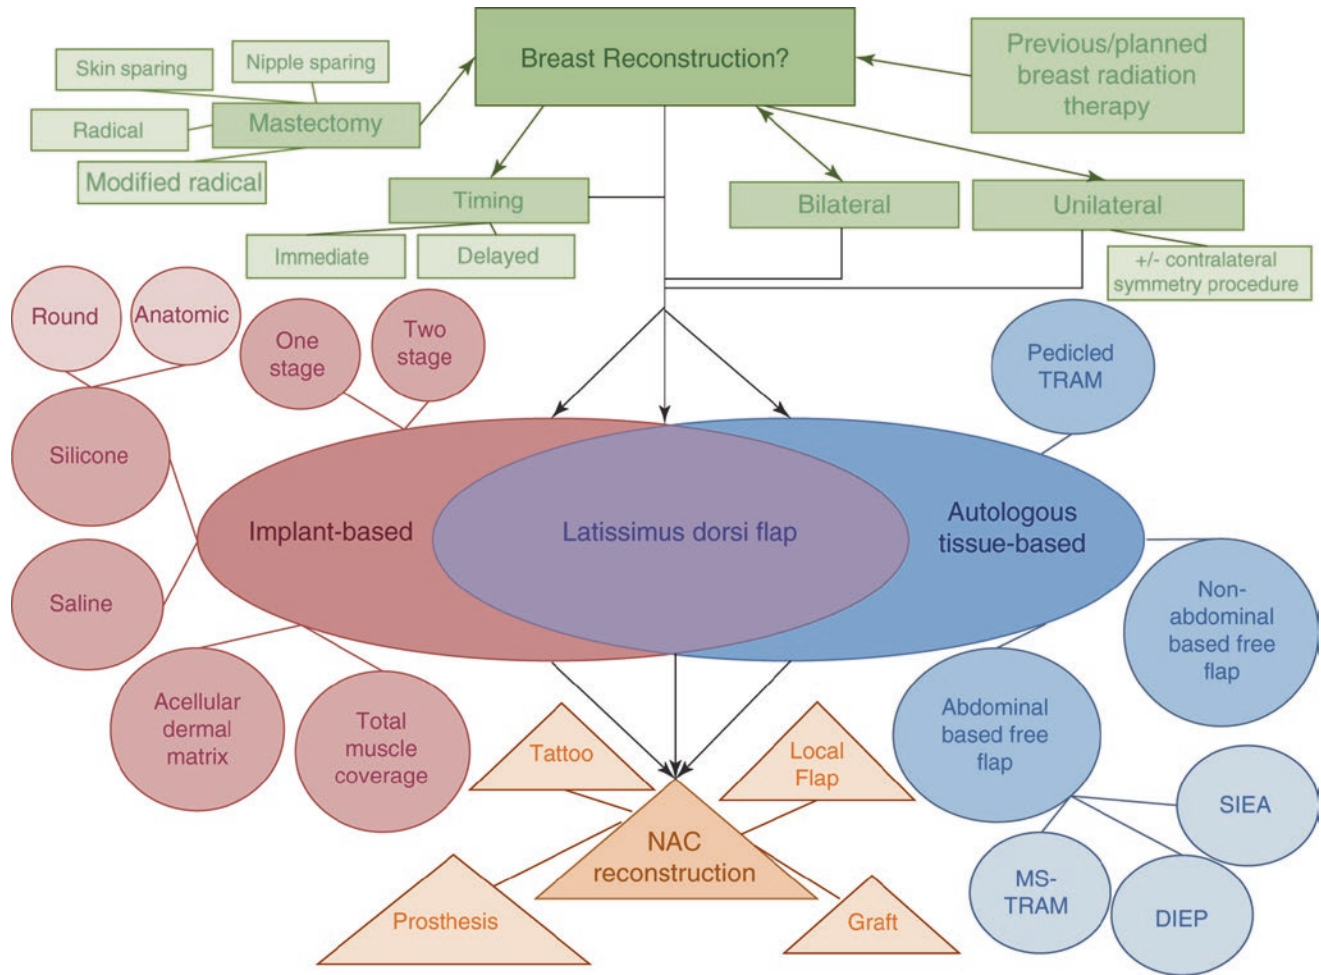 Breast Reconstruction?
Previous/planned
breast radiation
therapy
Skin sparing
Nipple sparing
Radical
Mastectomy
Modified radical
Timing
Immediate
Delayed
Bilateral
Unilateral
+/- contralateral
symmetry procedure
Round
Anatomic
One
stage
Two
stage
Silicone
Saline
Implant-based
Latissimus dorsi flap
Autologous
tissue-based
Pedicled
TRAM
Non-
abdominal
based free
flap
Acellular
dermal
matrix
Total
muscle
coverage
Abdominal
based free
flap
SIEA
MS-
TRAM
DIEP
Tattoo
Local
Flap
NAC
reconstruction
Prosthesis
Graft